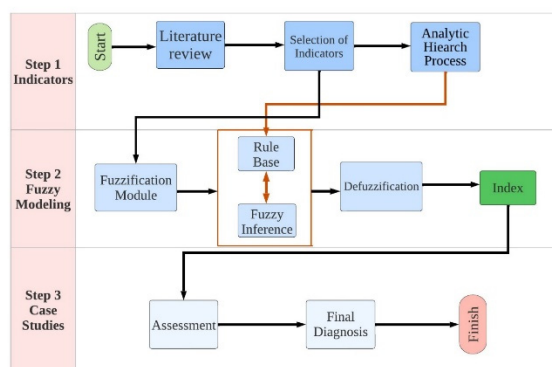 Step 1
Indicators
Start
Literature
review
Selection of
Indicators
Analytic
Hiearch
Process
Step 2
Fuzzy
Modeling
Fuzzification
Module
Rule
Base
Fuzzy
Inference
Defuzzification
Index
Step 3
Case
Studies
Assessment
Final
Diagnosis
Finish